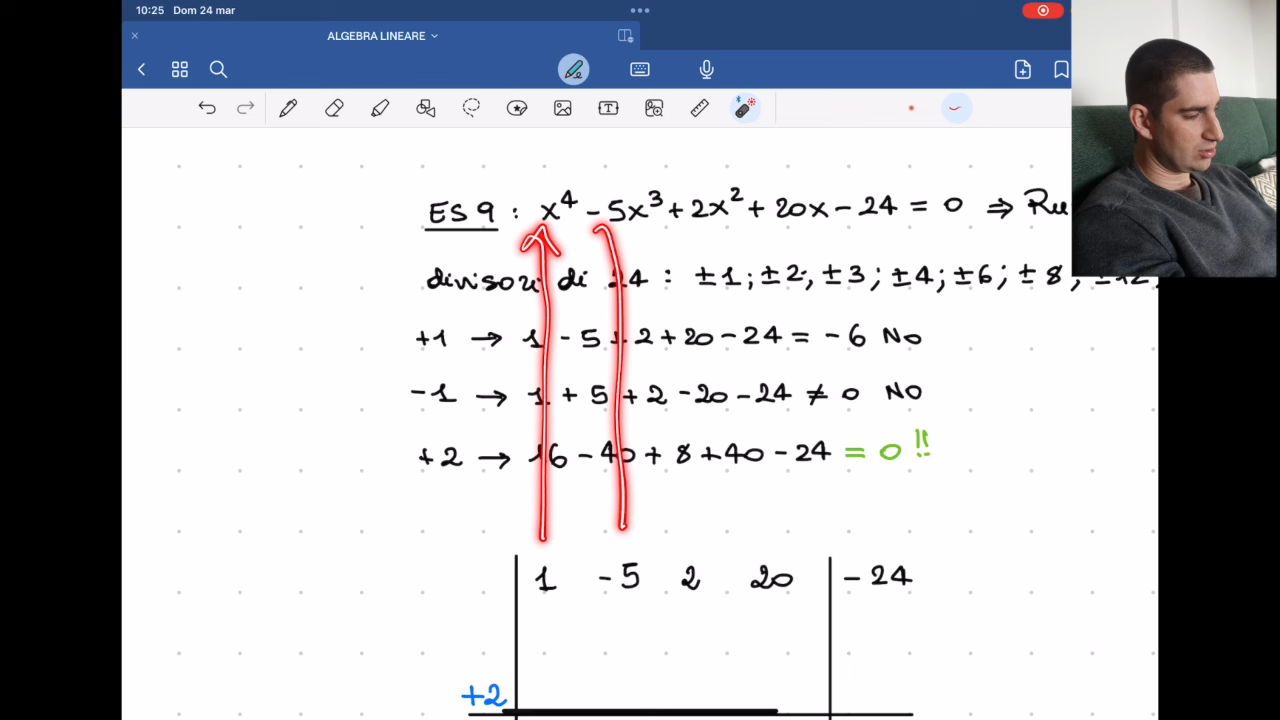 10:25 Dom 24 mar
ALGEBRA LINEARE
ES 9 : x⁴ - 5x³ + 2x² + 20x - 24 = 0 ⇒
divisori di 24 : ±1; ±2; ±3; ±4; ±6; ±8; ±12
+1 → 1 - 5 + 2 + 20 - 24 = - 6 No
-1 → 1 + 5 + 2 - 20 - 24 ≠ 0 NO
+2 → 16 - 40 + 8 + 40 - 24 = 0 !!
1 -5 2 20 -24
+2